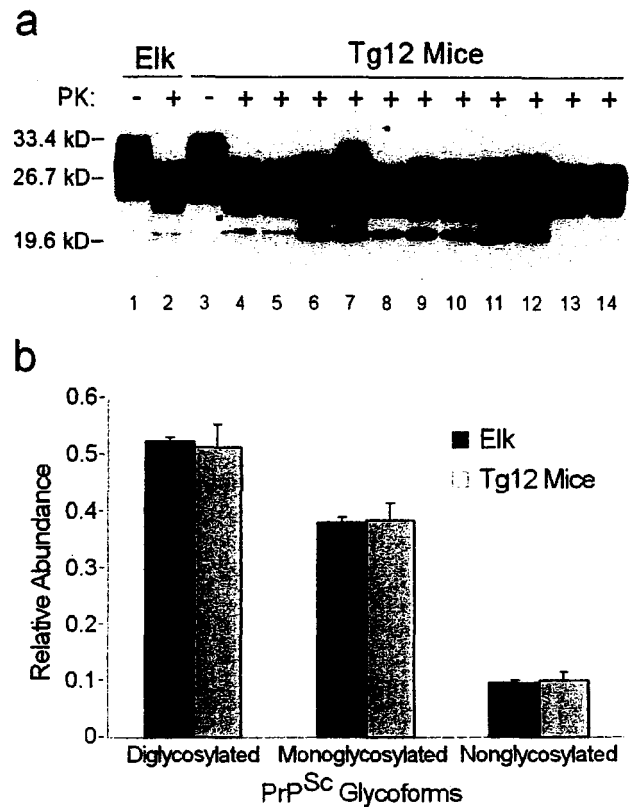 a
Elk Tg12 Mice
PK: - + - + + + + + + + + + + +
33.4 kD-
26.7 kD-
19.6 kD-
1 2 3 4 5 6 7 8 9 10 11 12 13 14
b
0.6-
0.5-
0.4-
0.3-
0.2-
0.1-
0-
Relative Abundance
Elk
Tg12 Mice
Diglycosylated Monoglycosylated Nonglycosylated
PrPSc Glycoforms